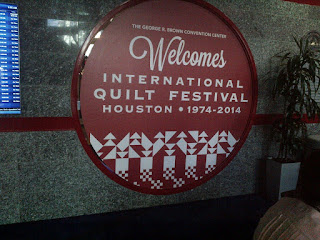 THE GEORGE R. BROWN CONVENTION CENTER
Welcomes
INTERNATIONAL
QUILT FESTIVAL
HOUSTON • 1974-2014